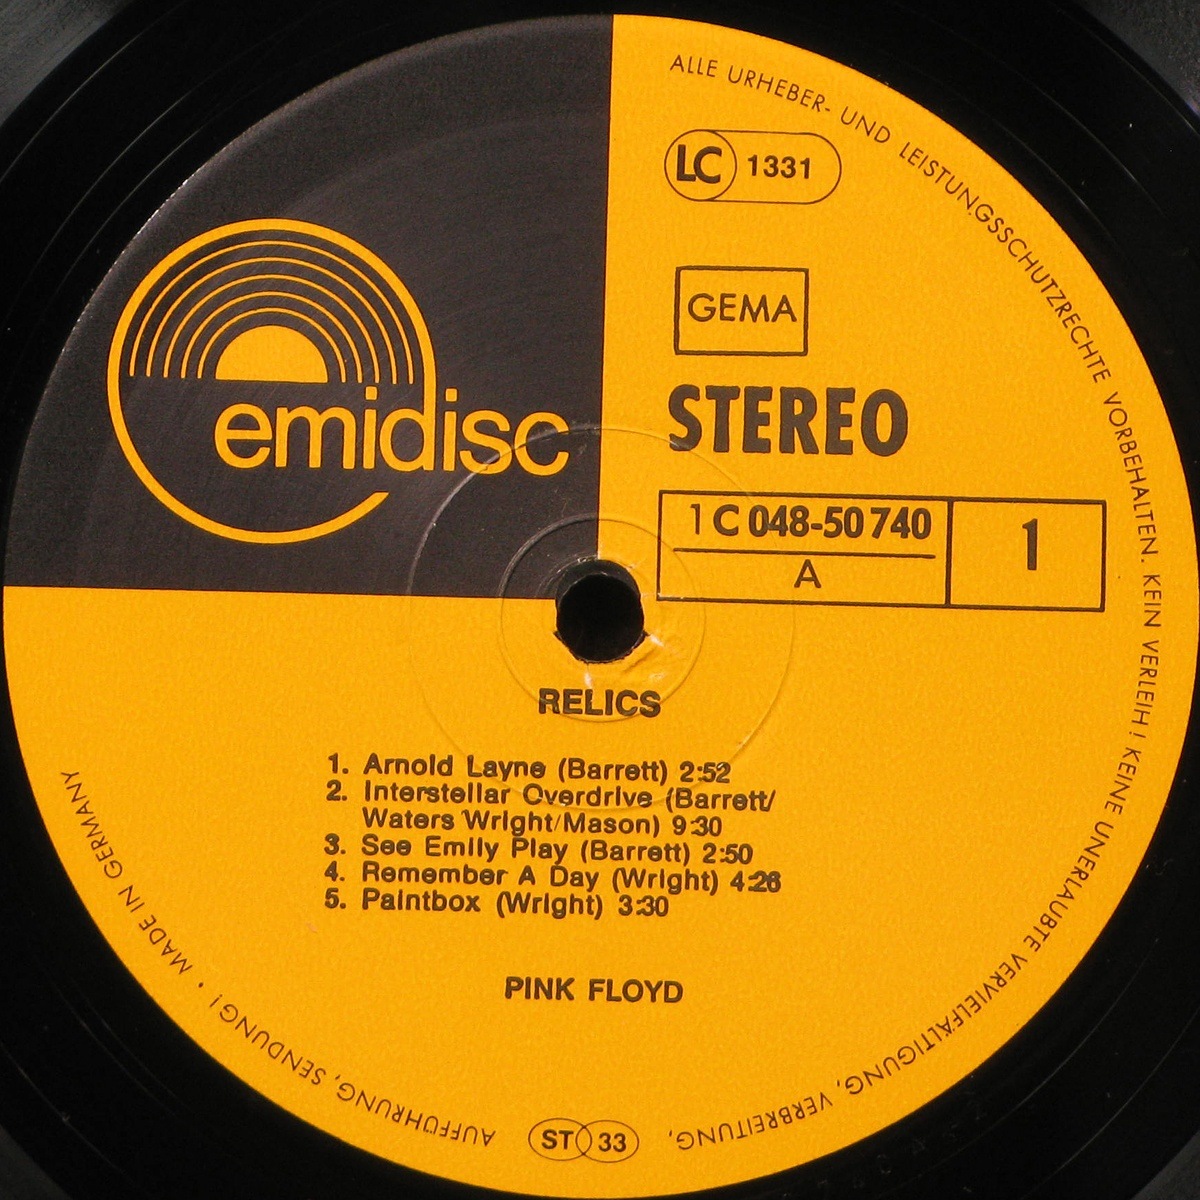 ALLE URHEBER- UND LEISTUNGSSCHUTZRECHTE VORBEHALTEN. KEIN VERLEIH! KEINE UNERLAUBTE VERVIELFÄLTIGUNG, VERBREITUNG,
AUFFÜHRUNG, SENDUNG! • MADE IN GERMANY
LC 1331
GEMA
emidisc
STEREO
1 C 048-50 740
A
1
RELICS
1. Arnold Layne (Barrett) 2:52
2. Interstellar Overdrive (Barrett/
Waters Wright/Mason) 9:30
3. See Emily Play (Barrett) 2:50
4. Remember A Day (Wright) 4:26
5. Paintbox (Wright) 3:30
PINK FLOYD
ST 33